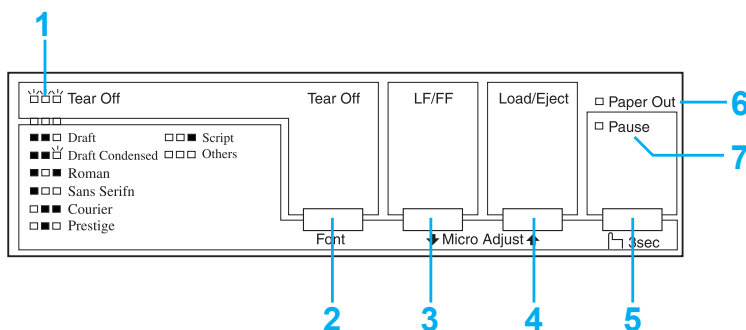 1
Tear Off Tear Off LF/FF Load/Eject Paper Out 6
Pause
7
Draft Script
Draft Condensed Others
Roman
Sans Serifn
Courier
Prestige
Font Micro Adjust 3sec
2 3 4 5